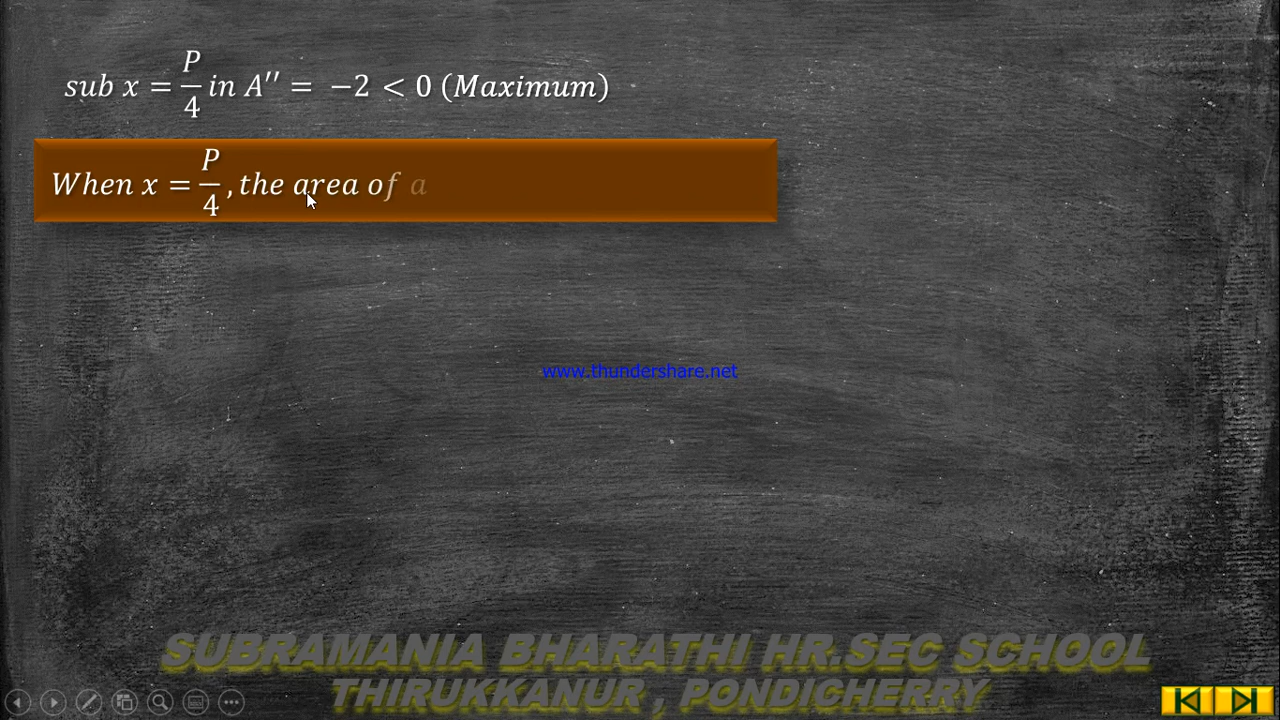 sub x = P/4 in A′′ = −2 < 0 (Maximum)
When x = P/4 , the area of a
www.thundershare.net
SUBRAMANIA BHARATHI HR.SEC SCHOOL
THIRUKKANUR , PONDICHERRY